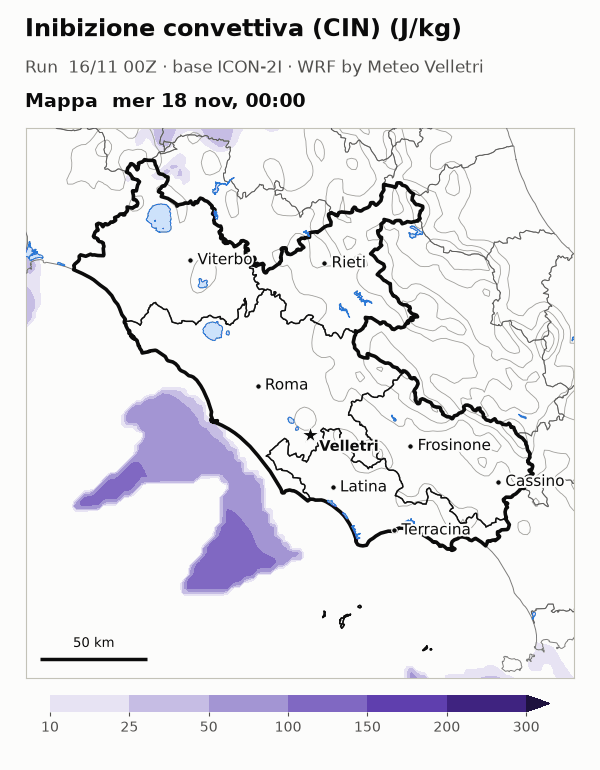 Inibizione convettiva (CIN) (J/kg)
Run  16/11 00Z · base ICON-2I · WRF by Meteo Velletri
Mappa  mer 18 nov, 00:00
Viterbo
Rieti
Roma
Velletri
Frosinone
Cassino
Latina
Terracina
50 km
10 25 50 100 150 200 300